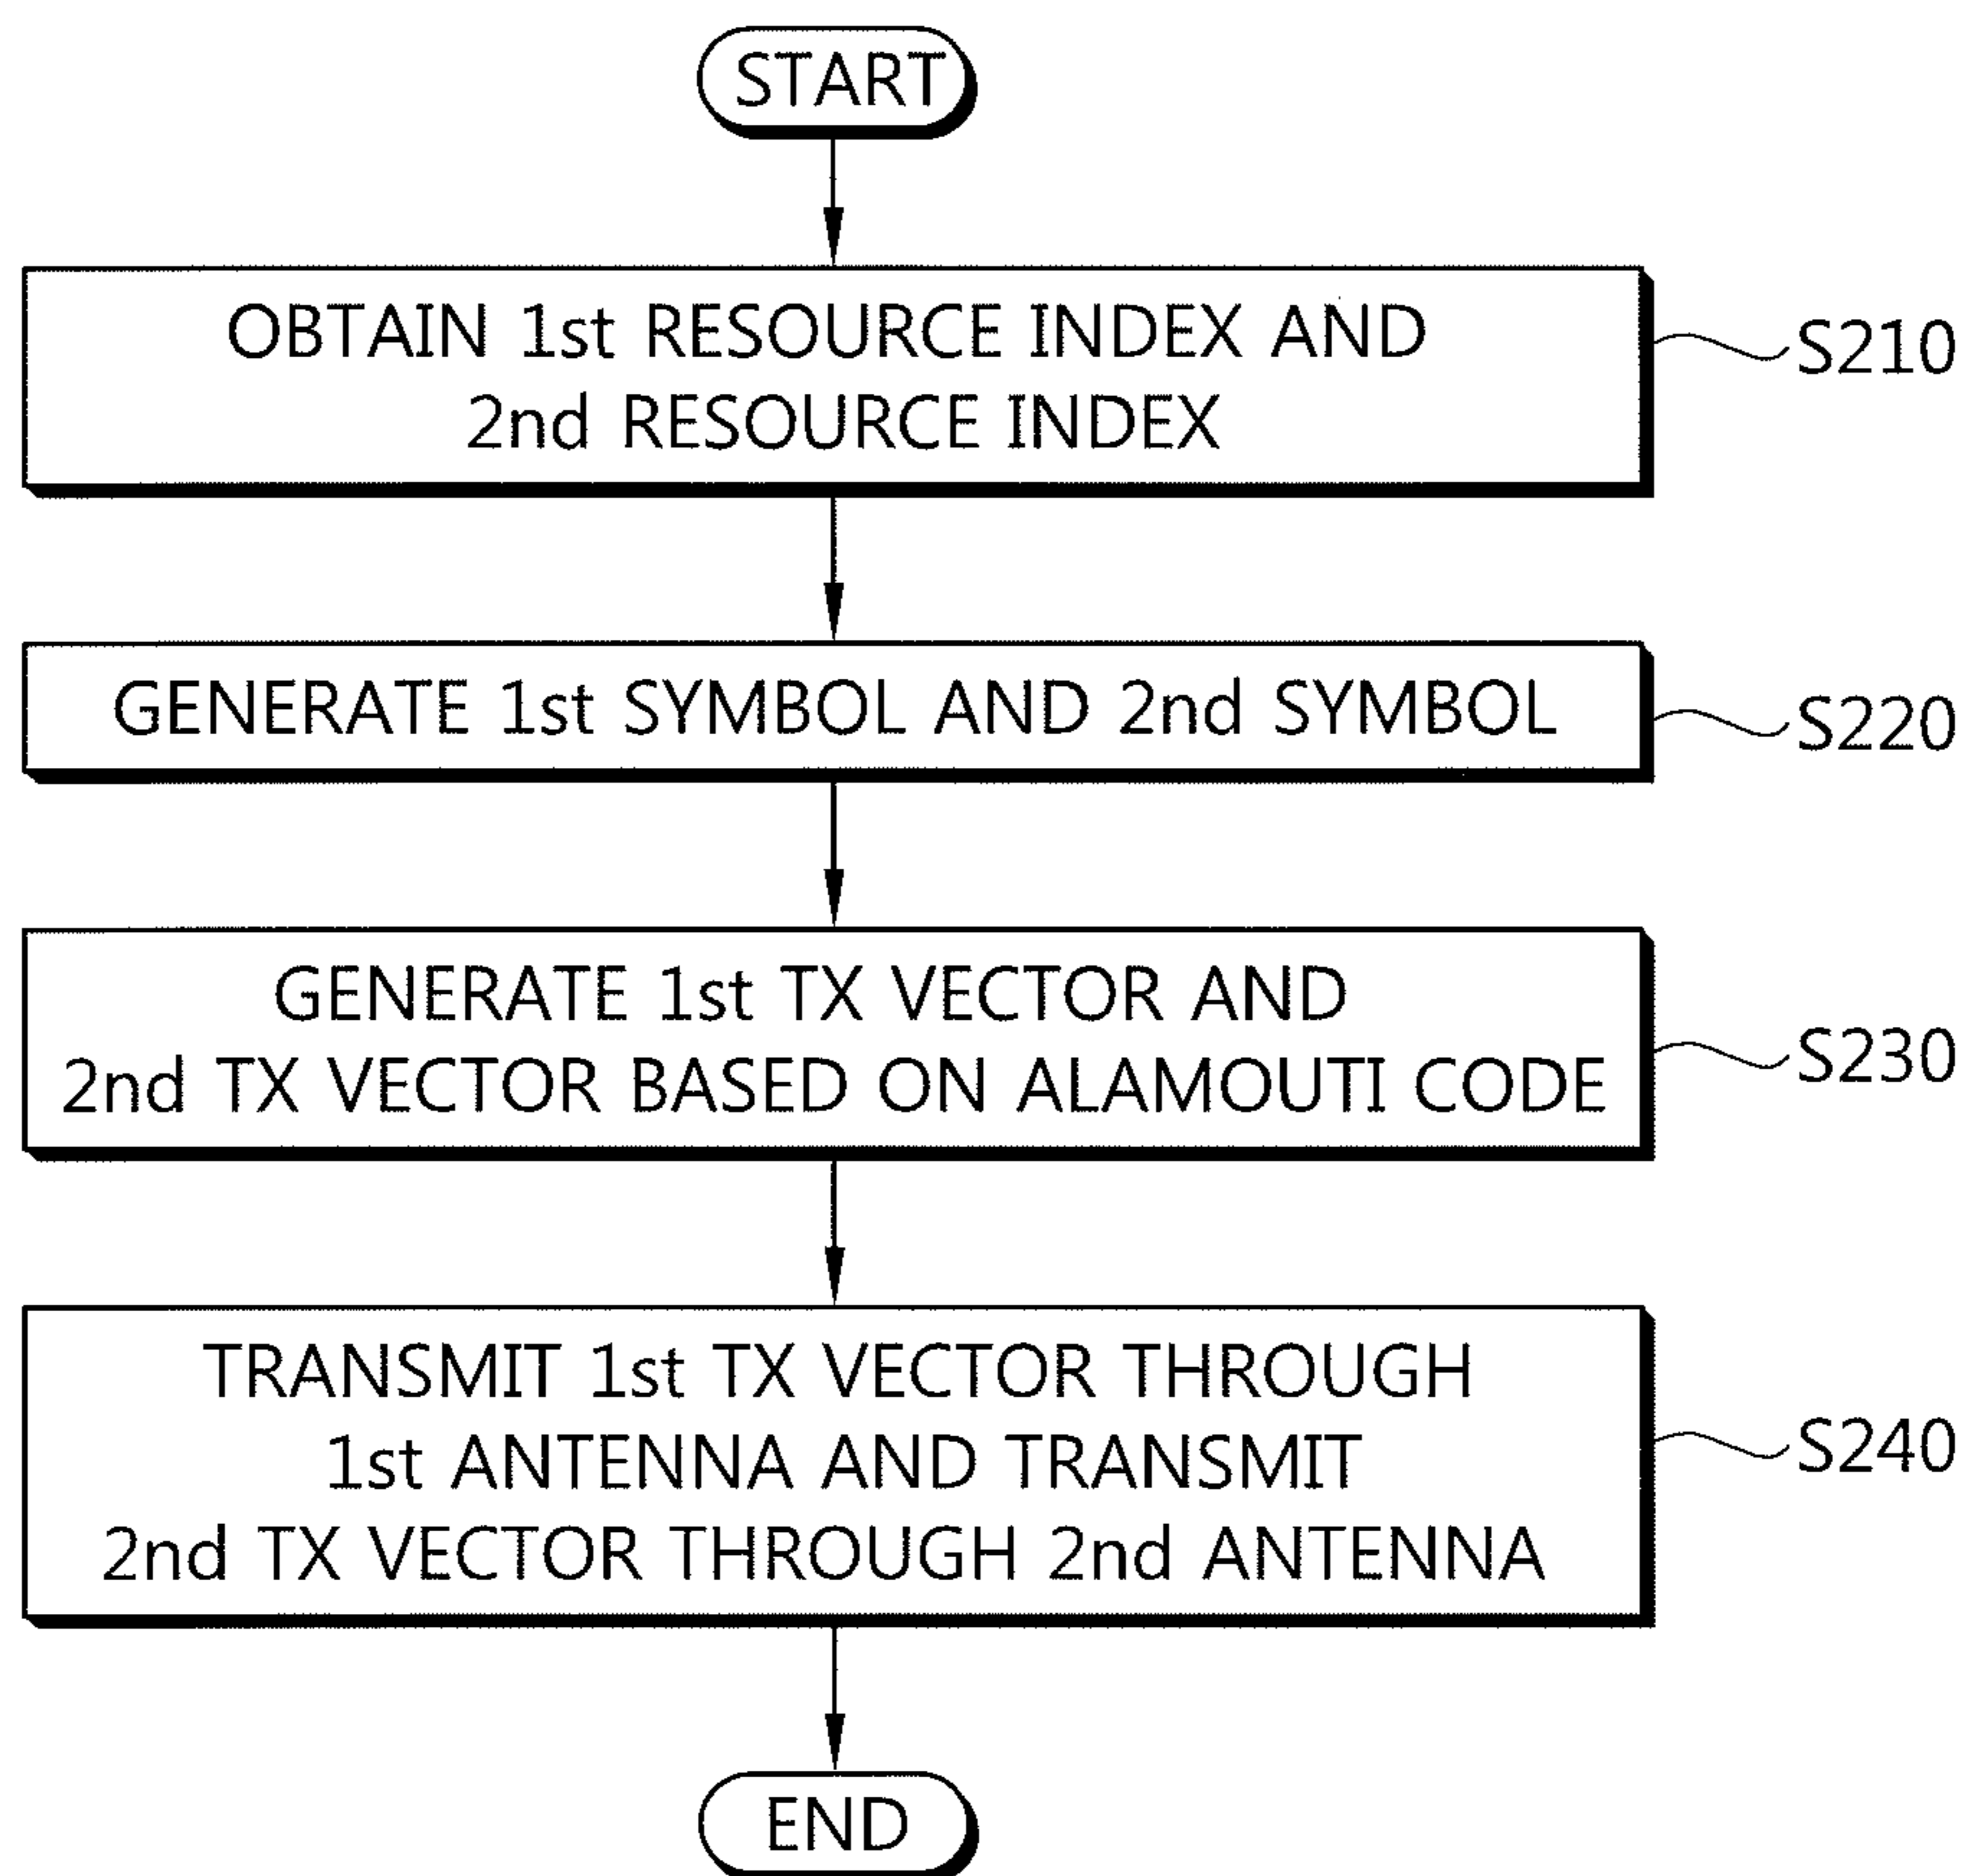 START
OBTAIN 1st RESOURCE INDEX AND
2nd RESOURCE INDEX
S210
GENERATE 1st SYMBOL AND 2nd SYMBOL
S220
GENERATE 1st TX VECTOR AND
2nd TX VECTOR BASED ON ALAMOUTI CODE
S230
TRANSMIT 1st TX VECTOR THROUGH
1st ANTENNA AND TRANSMIT
2nd TX VECTOR THROUGH 2nd ANTENNA
S240
END